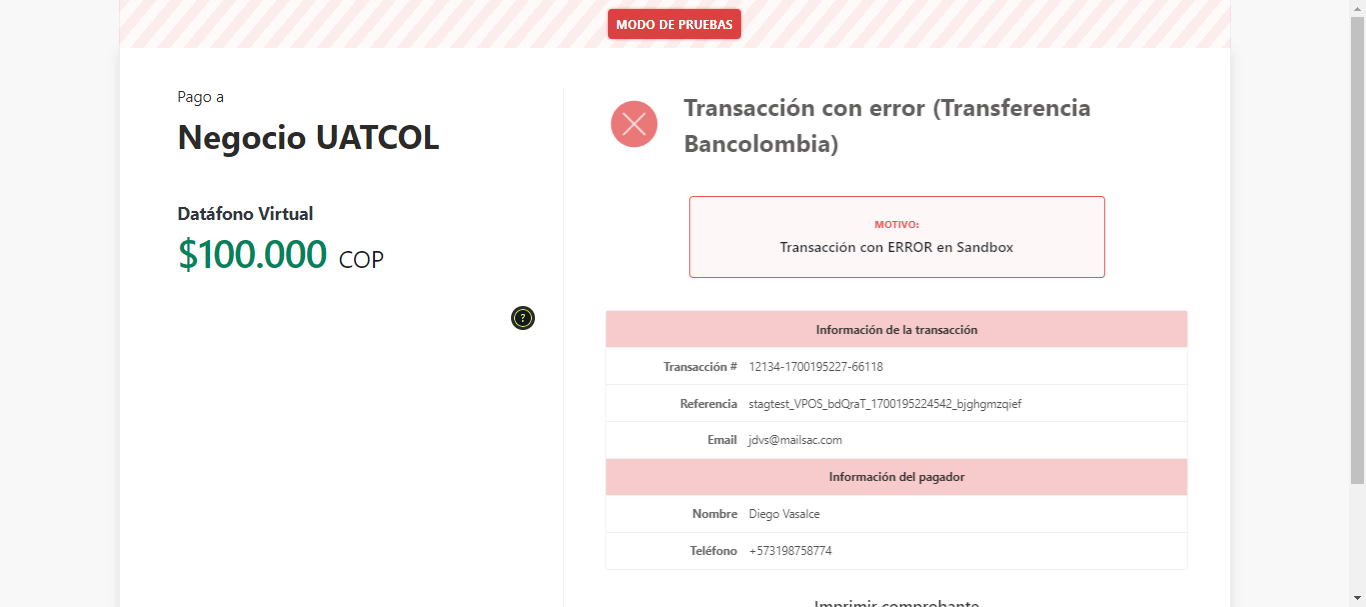 MODO DE PRUEBAS
Pago a
Negocio UATCOL
Datáfono Virtual
$100.000 COP
?
Transacción con error (Transferencia
Bancolombia)
MOTIVO:
Transacción con ERROR en Sandbox
Información de la transacción
Transacción # 12134-1700195227-66118
Referencia stagtest_VPOS_bdQraT_1700195224542_bjghgmzqief
Email jdvs@mailsac.com
Información del pagador
Nombre Diego Vasalce
Teléfono +573198758774
Imprimir comprobante